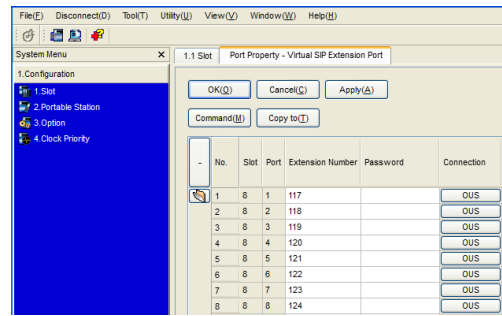 File(F) Disconnect(D) Tool(T) Utility(U) View(V) Window(W) Help(H)
System Menu x
1.Configuration
1.Slot
2.Portable Station
3.Option
4.Clock Priority
1.1 Slot Port Property - Virtual SIP Extension Port
OK(O) Cancel(C) Apply(A)
Command(M) Copy to(T)
- No. Slot Port Extension Number Password Connection
1 8 1 117 OUS
2 8 2 118 OUS
3 8 3 119 OUS
4 8 4 120 OUS
5 8 5 121 OUS
6 8 6 122 OUS
7 8 7 123 OUS
8 8 8 124 OUS